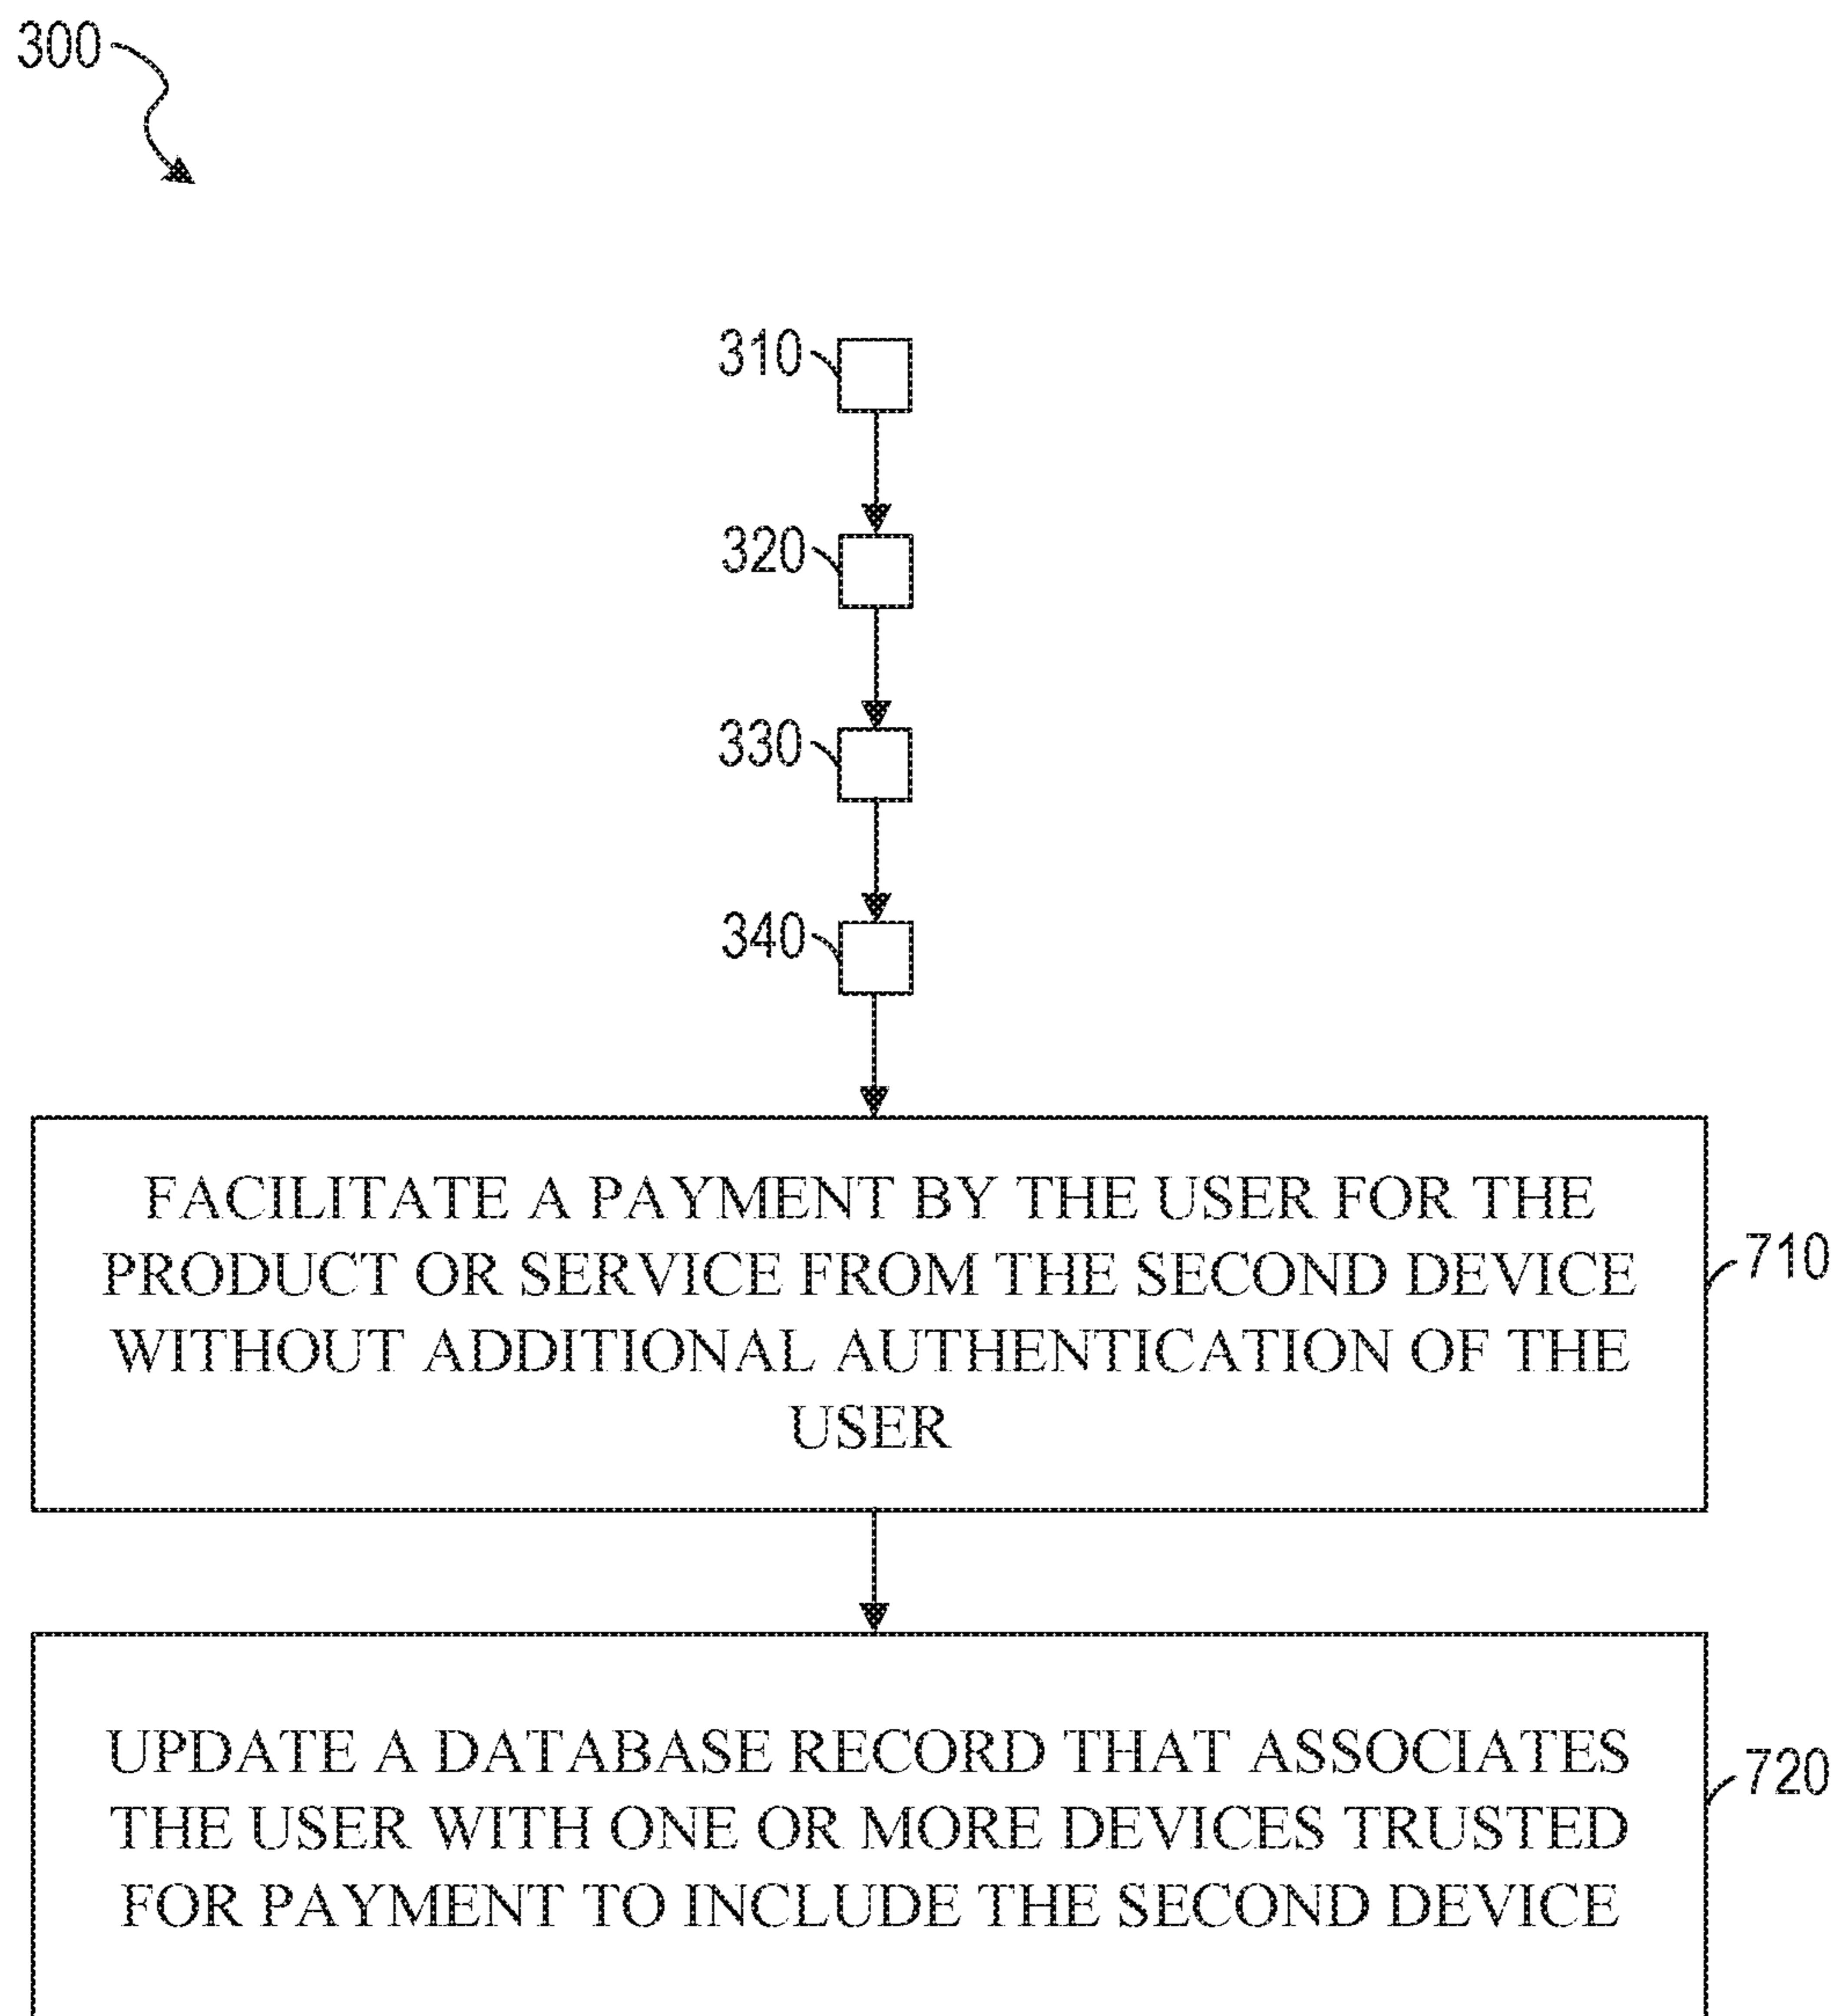 300
310
320
330
340
FACILITATE A PAYMENT BY THE USER FOR THE
PRODUCT OR SERVICE FROM THE SECOND DEVICE
WITHOUT ADDITIONAL AUTHENTICATION OF THE
USER
710
UPDATE A DATABASE RECORD THAT ASSOCIATES
THE USER WITH ONE OR MORE DEVICES TRUSTED
FOR PAYMENT TO INCLUDE THE SECOND DEVICE
720